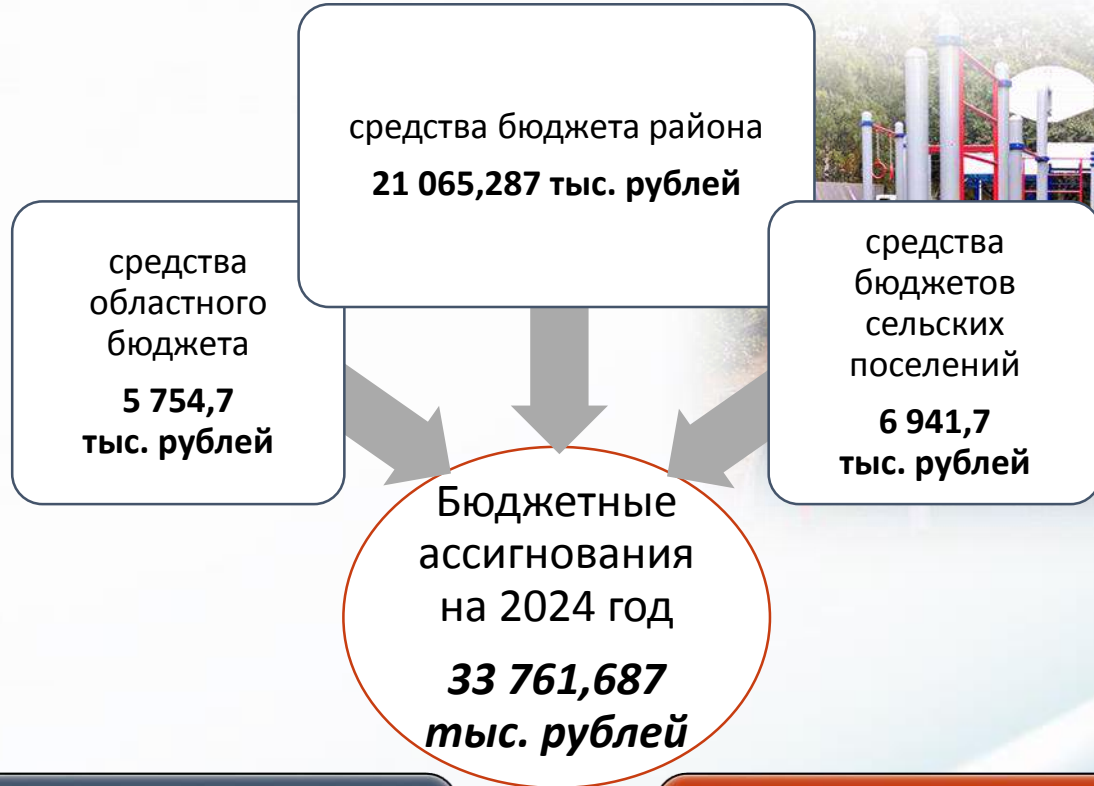 средства бюджета района
21 065,287 тыс. рублей
средства
областного
бюджета
5 754,7
тыс. рублей
средства
бюджетов
сельских
поселений
6 941,7
тыс. рублей
Бюджетные
ассигнования
на 2024 год
33 761,687
тыс. рублей